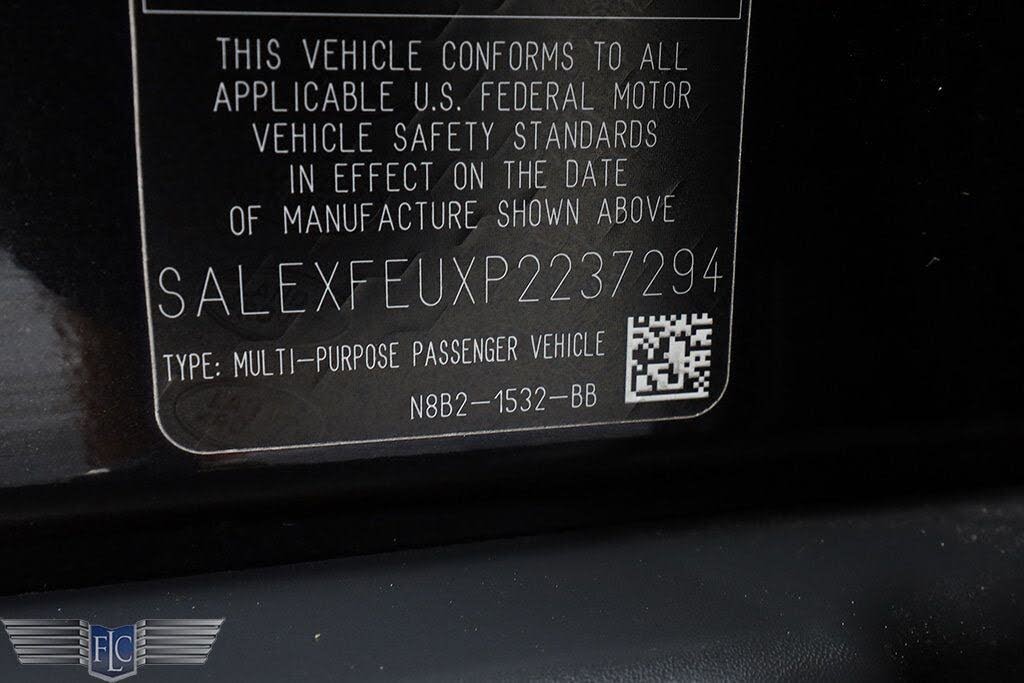 THIS VEHICLE CONFORMS TO ALL
APPLICABLE U.S. FEDERAL MOTOR
VEHICLE SAFETY STANDARDS
IN EFFECT ON THE DATE
OF MANUFACTURE SHOWN ABOVE
SALEXFEUXP2237294
TYPE: MULTI-PURPOSE PASSENGER VEHICLE
N8B2-1532-BB
FLC